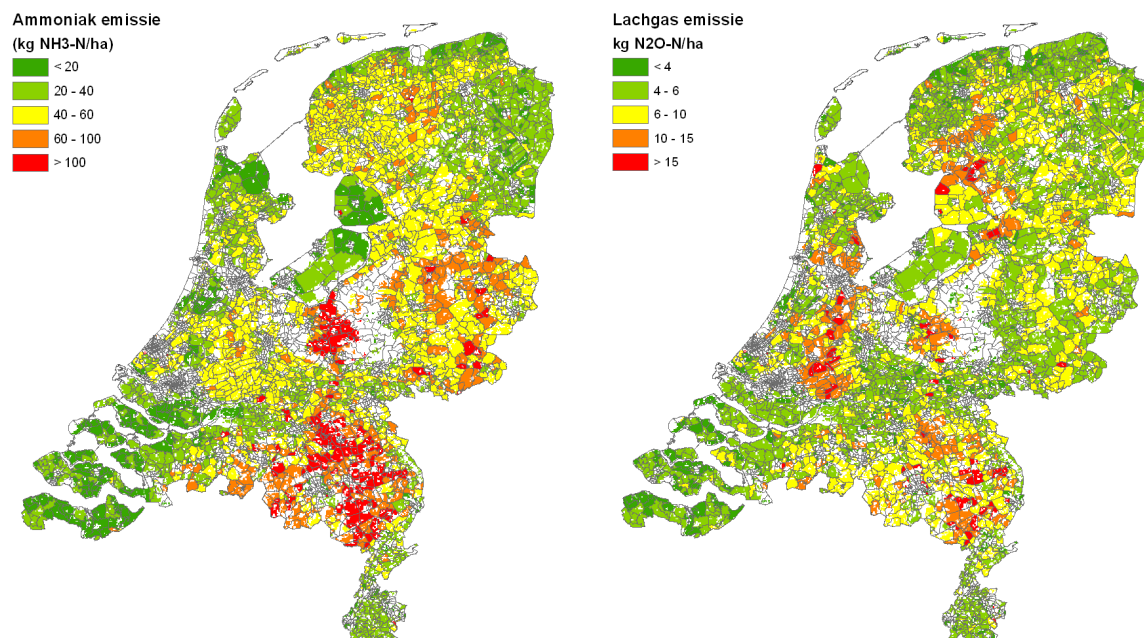 Ammoniak emissie
(kg NH3-N/ha)
< 20
20 - 40
40 - 60
60 - 100
> 100
Lachgas emissie
kg N2O-N/ha
< 4
4 - 6
6 - 10
10 - 15
> 15